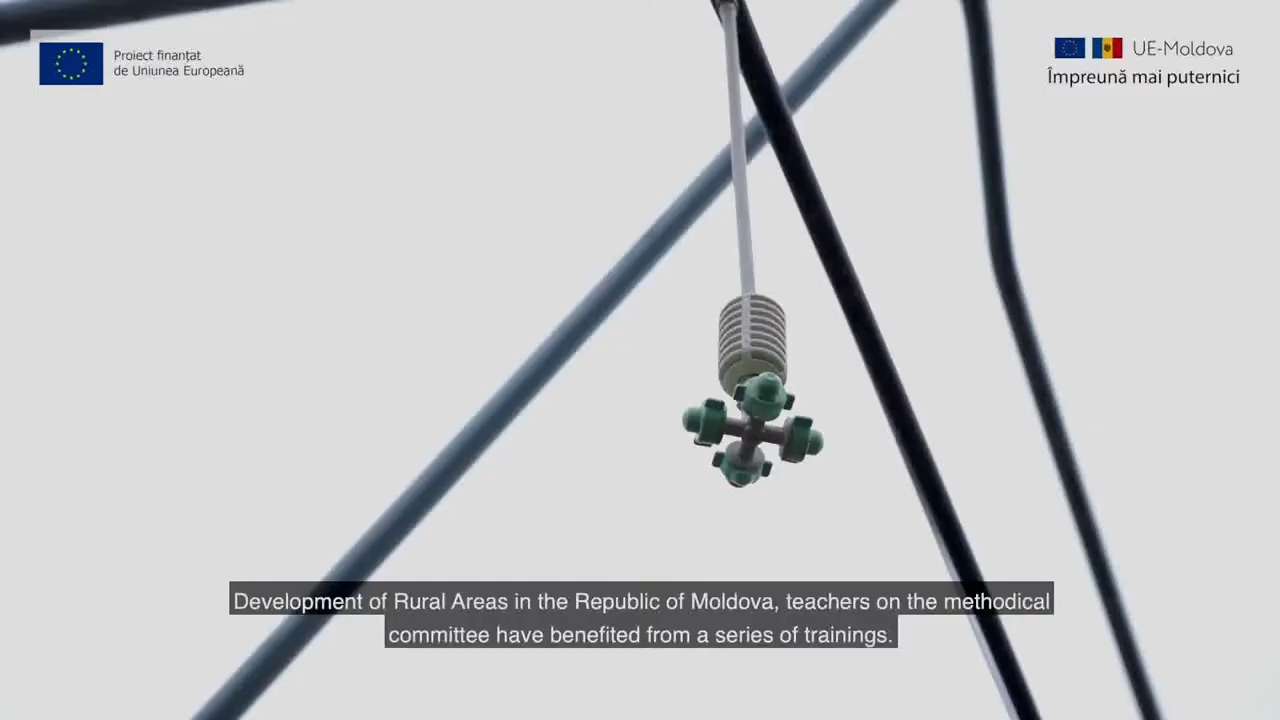 Proiect finanțat
de Uniunea Europeană
UE-Moldova
Împreună mai puternici
Development of Rural Areas in the Republic of Moldova, teachers on the methodical
committee have benefited from a series of trainings.